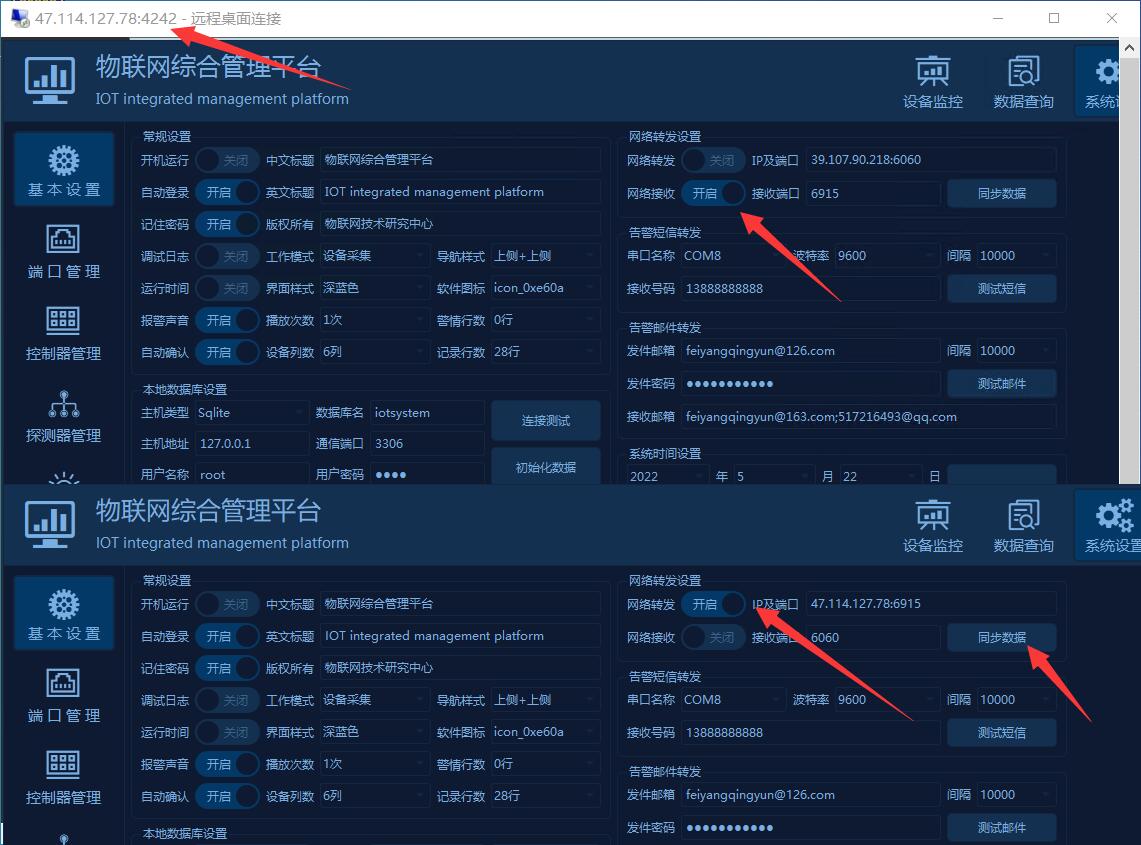 47.114.127.78:4242 - 远程桌面连接
物联网综合管理平台
IOT integrated management platform
设备监控 数据查询 系统
基本设置
端口管理
控制器管理
探测器管理
常规设置
开机运行 关闭 中文标题 物联网综合管理平台
自动登录 开启 英文标题 IOT integrated management platform
记住密码 开启 版权所有 物联网技术研究中心
调试日志 关闭 工作模式 设备采集 导航样式 上侧+上侧
运行时间 关闭 界面样式 深蓝色 软件图标 icon_0xe60a
报警声音 开启 播放次数 1次 警情行数 0行
自动确认 开启 设备列数 6列 记录行数 28行
本地数据库设置
主机类型 Sqlite 数据库名 iotsystem 连接测试
主机地址 127.0.0.1 通信端口 3306
用户名称 root 用户密码 ●●●● 初始化数据
网络转发设置
网络转发 关闭 IP及端口 39.107.90.218:6060
网络接收 开启 接收端口 6915 同步数据
告警短信转发
串口名称 COM8 波特率 9600 间隔 10000
接收号码 13888888888 测试短信
告警邮件转发
发件邮箱 feiyangqingyun@126.com 间隔 10000
发件密码 ●●●●●●●●●●● 测试邮件
接收邮箱 feiyangqingyun@163.com;517216493@qq.com
系统时间设置
2022 年 5 月 22 日
物联网综合管理平台
IOT integrated management platform
设备监控 数据查询 系统设置
基本设置
端口管理
控制器管理
常规设置
开机运行 关闭 中文标题 物联网综合管理平台
自动登录 开启 英文标题 IOT integrated management platform
记住密码 开启 版权所有 物联网技术研究中心
调试日志 关闭 工作模式 设备采集 导航样式 上侧+上侧
运行时间 关闭 界面样式 深蓝色 软件图标 icon_0xe60a
报警声音 开启 播放次数 1次 警情行数 0行
自动确认 开启 设备列数 6列 记录行数 28行
本地数据库设置
网络转发设置
网络转发 开启 IP及端口 47.114.127.78:6915
网络接收 关闭 接收端口 6060 同步数据
告警短信转发
串口名称 COM8 波特率 9600 间隔 10000
接收号码 13888888888 测试短信
告警邮件转发
发件邮箱 feiyangqingyun@126.com 间隔 10000
发件密码 ●●●●●●●●●●● 测试邮件